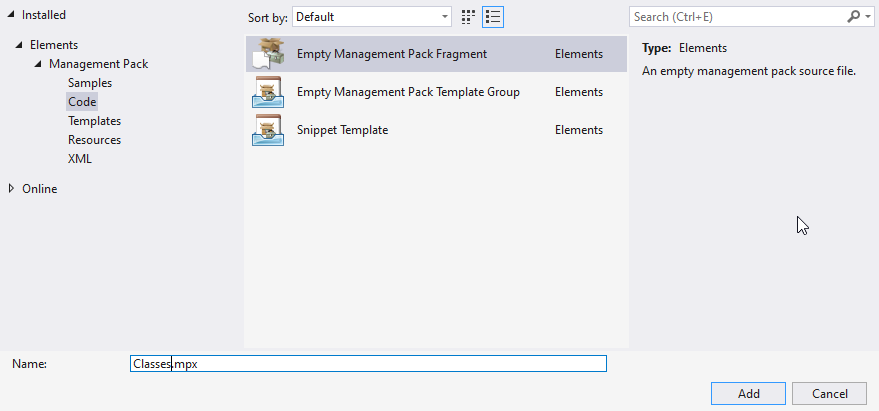 Installed
Sort by: Default
Search (Ctrl+E)
Elements
Management Pack
Samples
Code
Templates
Resources
XML
Online
Empty Management Pack Fragment Elements
Empty Management Pack Template Group Elements
Snippet Template Elements
Type: Elements
An empty management pack source file.
Name: Classes.mpx
Add Cancel